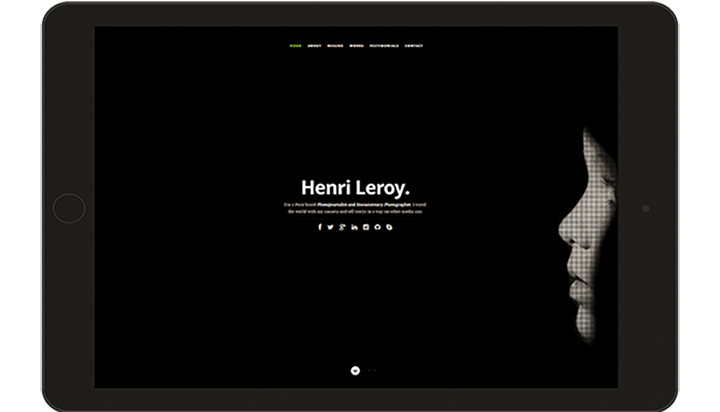 HOME ABOUT RESUME WORKS TESTIMONIALS CONTACT
Henri Leroy.
I'm a Paris based Photojournalist and Documentary Photographer. I travel
the world with my camera and tell storys in a way no other media can.